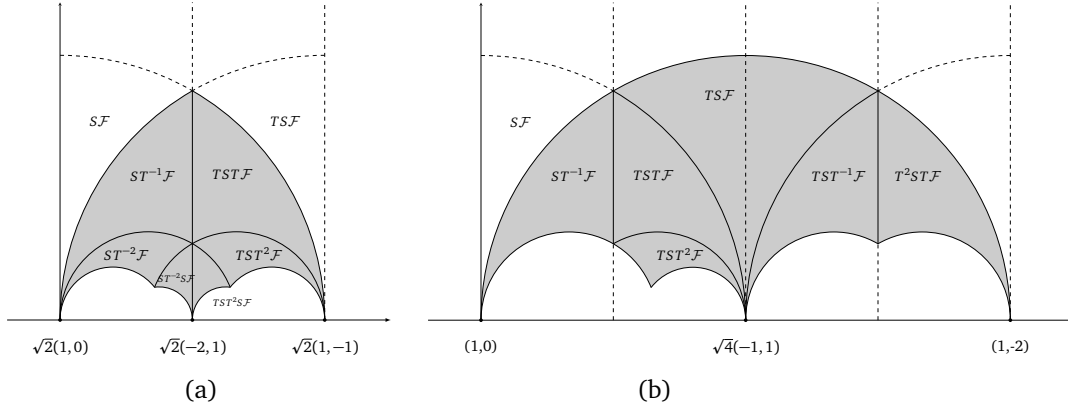 SF
TSF
ST⁻¹F
TSTF
ST⁻²F
TST²F
ST⁻²SF
TST²SF
√2(1, 0)
√2(−2, 1)
√2(1, −1)
(a)
TSF
SF
ST⁻¹F
TSTF
TST⁻¹F
T²STF
TST²F
(1,0)
√4(−1, 1)
(1,-2)
(b)